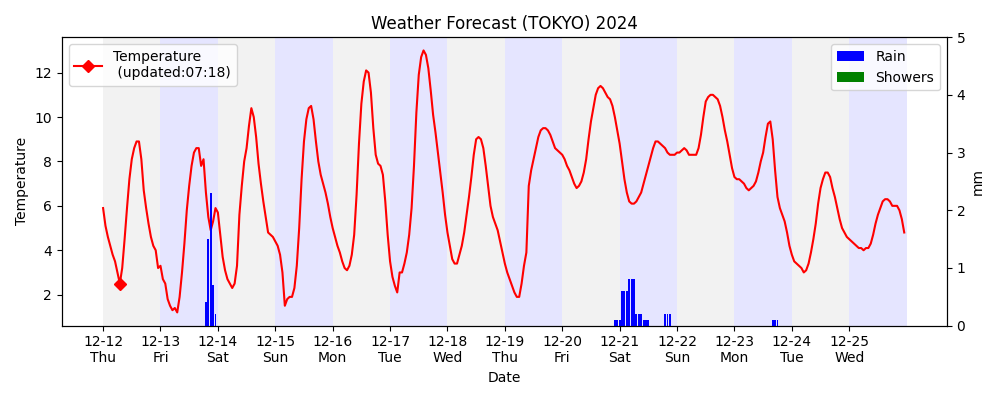 Weather Forecast (TOKYO) 2024
Temperature
(updated:07:18)
Rain
Showers
Temperature
12
10
8
6
4
2
5
4
3
2
1
0
mm
12-12 12-13 12-14 12-15 12-16 12-17 12-18 12-19 12-20 12-21 12-22 12-23 12-24 12-25
Thu Fri Sat Sun Mon Tue Wed Thu Fri Sat Sun Mon Tue Wed
Date